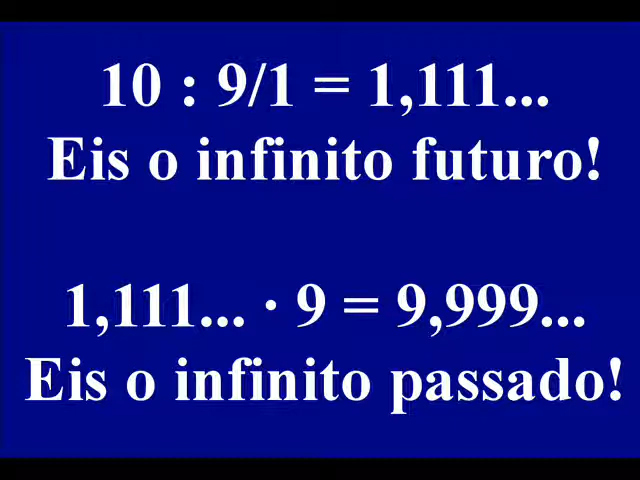 10 : 9/1 = 1,111...
Eis o infinito futuro!
1,111... · 9 = 9,999...
Eis o infinito passado!